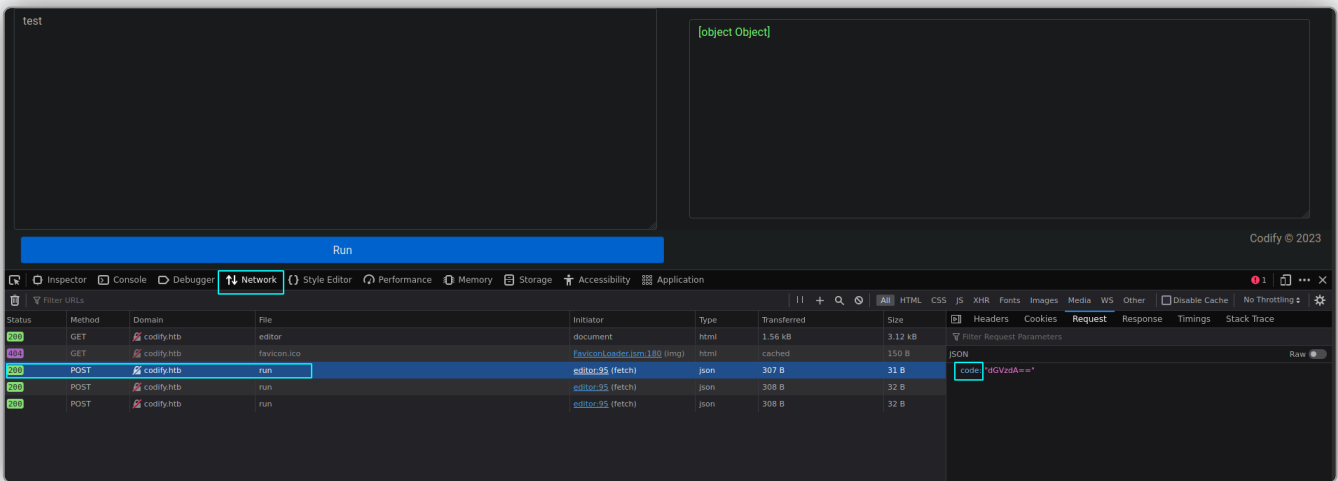 test
[object Object]
Run
Codify © 2023
Inspector Console Debugger Network Style Editor Performance Memory Storage Accessibility Application 1
Filter URLs All HTML CSS JS XHR Fonts Images Media WS Other Disable Cache No Throttling
Status Method Domain File Initiator Type Transferred Size
200 GET codify.htb editor document html 1.56 kB 3.12 kB
404 GET codify.htb favicon.ico FaviconLoader.jsm:180 (img) html cached 150 B
200 POST codify.htb run editor:95 (fetch) json 307 B 31 B
200 POST codify.htb run editor:95 (fetch) json 308 B 32 B
200 POST codify.htb run editor:95 (fetch) json 308 B 32 B
Headers Cookies Request Response Timings Stack Trace
Filter Request Parameters
JSON Raw
code: "dGVzdA=="